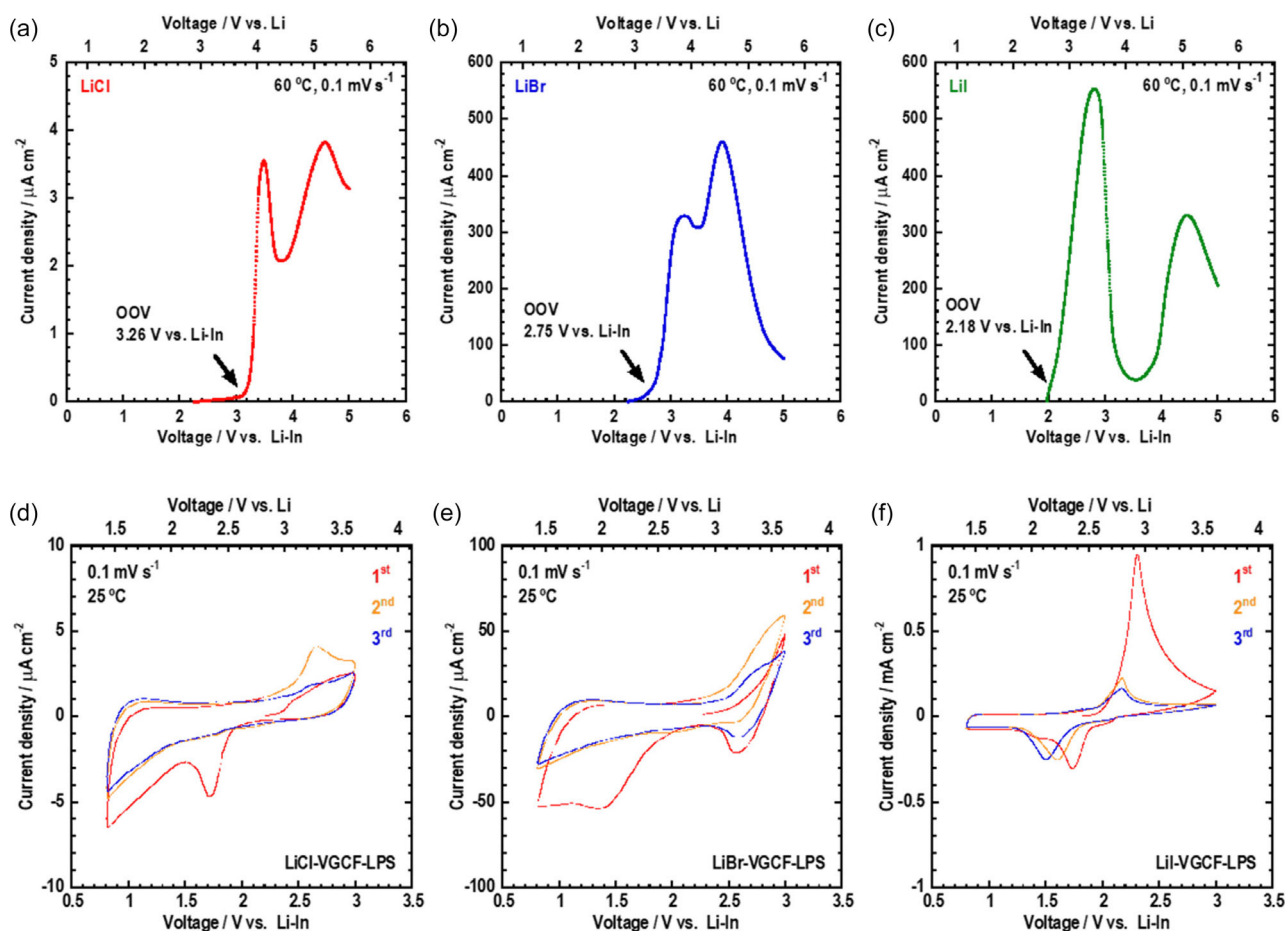 (a)
Voltage / V vs. Li
1 2 3 4 5 6
LiCl
60 ºC, 0.1 mV s⁻¹
5
4
3
2
1
0
Current density / μA cm⁻²
OOV
3.26 V vs. Li-In
0 1 2 3 4 5 6
Voltage / V vs. Li-In
(b)
Voltage / V vs. Li
1 2 3 4 5 6
LiBr
60 ºC, 0.1 mV s⁻¹
600
500
400
300
200
100
0
Current density / μA cm⁻²
OOV
2.75 V vs. Li-In
0 1 2 3 4 5 6
Voltage / V vs. Li-In
(c)
Voltage / V vs. Li
1 2 3 4 5 6
LiI
60 ºC, 0.1 mV s⁻¹
600
500
400
300
200
100
0
Current density / μA cm⁻²
OOV
2.18 V vs. Li-In
0 1 2 3 4 5 6
Voltage / V vs. Li-In
(d)
Voltage / V vs. Li
1.5 2 2.5 3 3.5 4
0.1 mV s⁻¹
25 ºC
1st
2nd
3rd
10
5
0
-5
-10
Current density / μA cm⁻²
LiCl-VGCF-LPS
0.5 1 1.5 2 2.5 3 3.5
Voltage / V vs. Li-In
(e)
Voltage / V vs. Li
1.5 2 2.5 3 3.5 4
0.1 mV s⁻¹
25 ºC
1st
2nd
3rd
100
50
0
-50
-100
Current density / μA cm⁻²
LiBr-VGCF-LPS
0.5 1 1.5 2 2.5 3 3.5
Voltage / V vs. Li-In
(f)
Voltage / V vs. Li
1.5 2 2.5 3 3.5 4
0.1 mV s⁻¹
25 ºC
1st
2nd
3rd
1
0.5
0
-0.5
-1
Current density / mA cm⁻²
LiI-VGCF-LPS
0.5 1 1.5 2 2.5 3 3.5
Voltage / V vs. Li-In